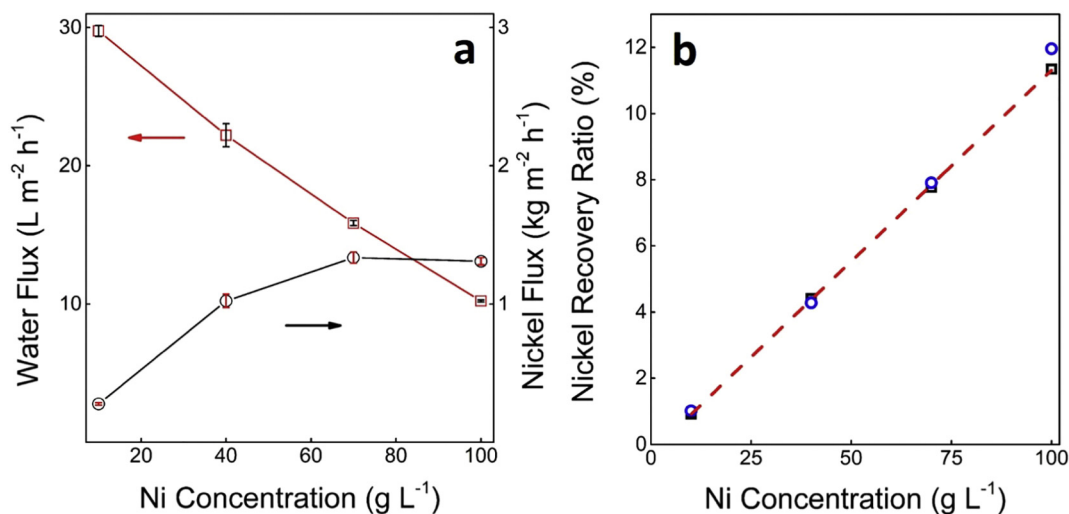 a
30
20
10
Water Flux (L m⁻² h⁻¹)
3
2
1
Nickel Flux (kg m⁻² h⁻¹)
20 40 60 80 100
Ni Concentration (g L⁻¹)
b
12
10
8
6
4
2
0
Nickel Recovery Ratio (%)
0 25 50 75 100
Ni Concentration (g L⁻¹)